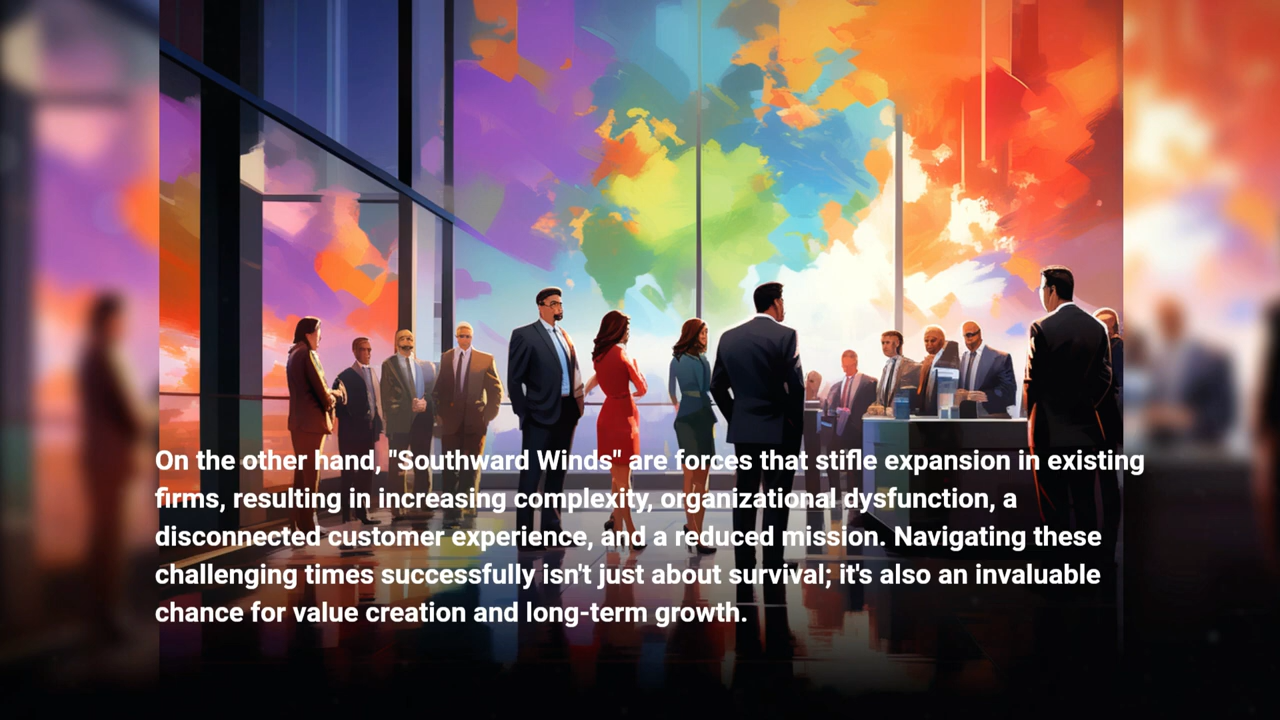 On the other hand, "Southward Winds" are forces that stifle expansion in existing
firms, resulting in increasing complexity, organizational dysfunction, a
disconnected customer experience, and a reduced mission. Navigating these
challenging times successfully isn't just about survival; it's also an invaluable
chance for value creation and long-term growth.